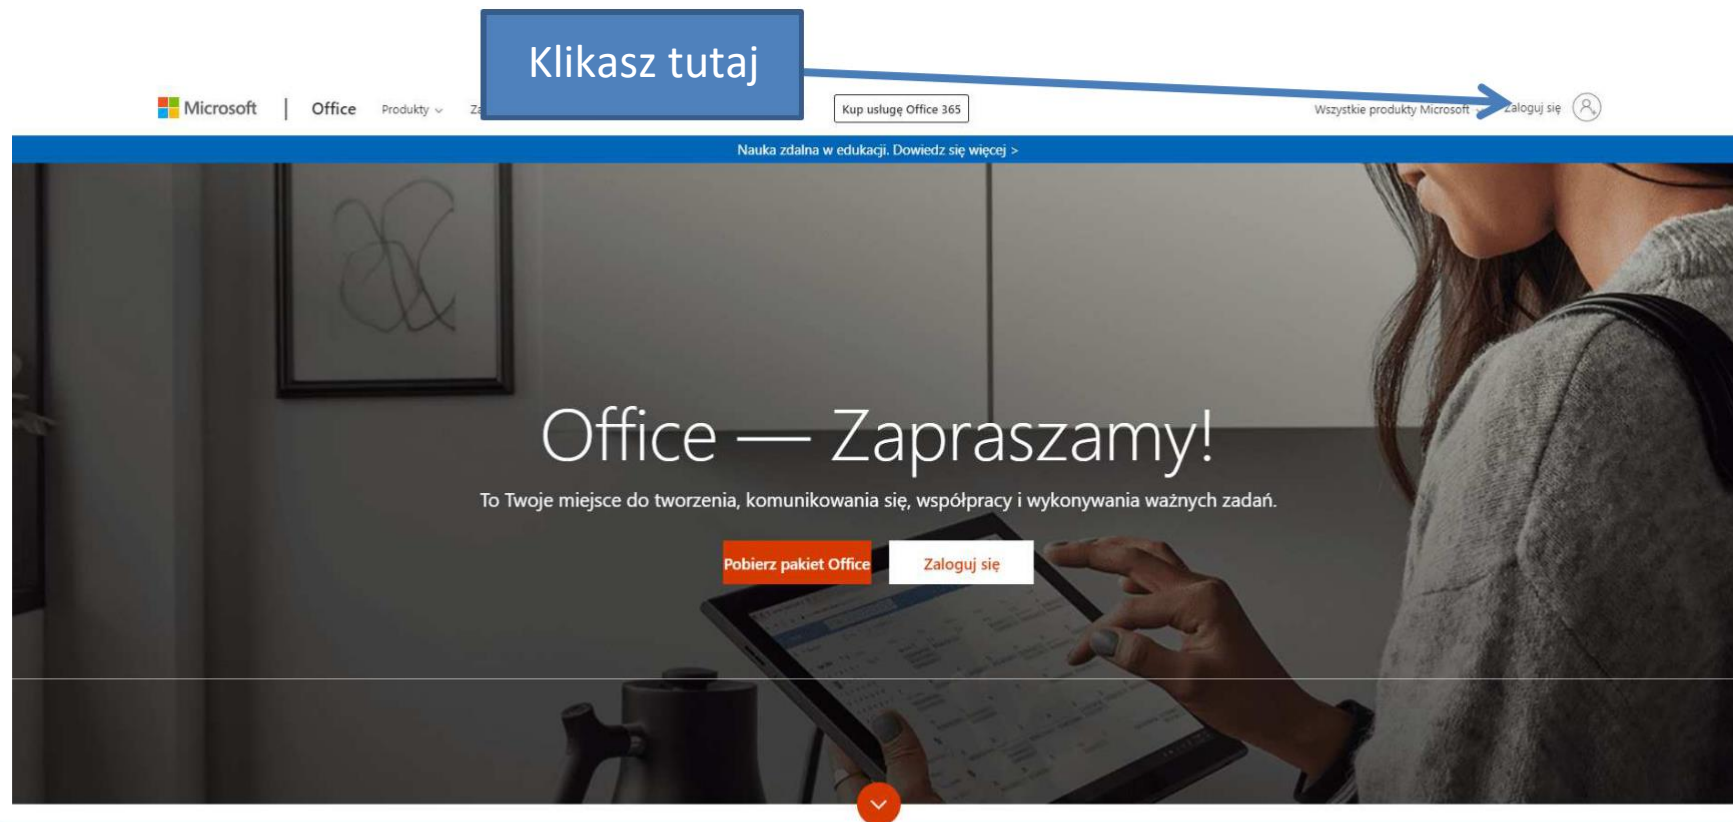 Klikasz tutaj
Microsoft | Office Produkty Kup usługę Office 365 Wszystkie produkty Microsoft Zaloguj się
Nauka zdalna w edukacji. Dowiedz się więcej >
Office — Zapraszamy!
To Twoje miejsce do tworzenia, komunikowania się, współpracy i wykonywania ważnych zadań.
Pobierz pakiet Office Zaloguj się